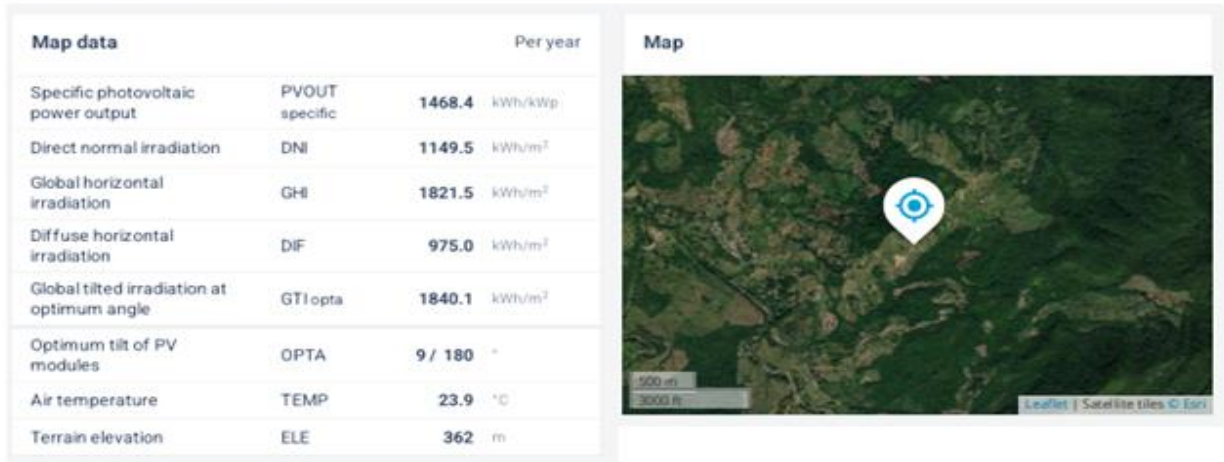 Map data Per year
Specific photovoltaic power output PVOUT specific 1468.4 kWh/kWp
Direct normal irradiation DNI 1149.5 kWh/m²
Global horizontal irradiation GHI 1821.5 kWh/m²
Diffuse horizontal irradiation DIF 975.0 kWh/m²
Global tilted irradiation at optimum angle GTI opta 1840.1 kWh/m²
Optimum tilt of PV modules OPTA 9 / 180 °
Air temperature TEMP 23.9 °C
Terrain elevation ELE 362 m
Map
500 m
3000 ft
Leaflet | Satellite tiles © Esri